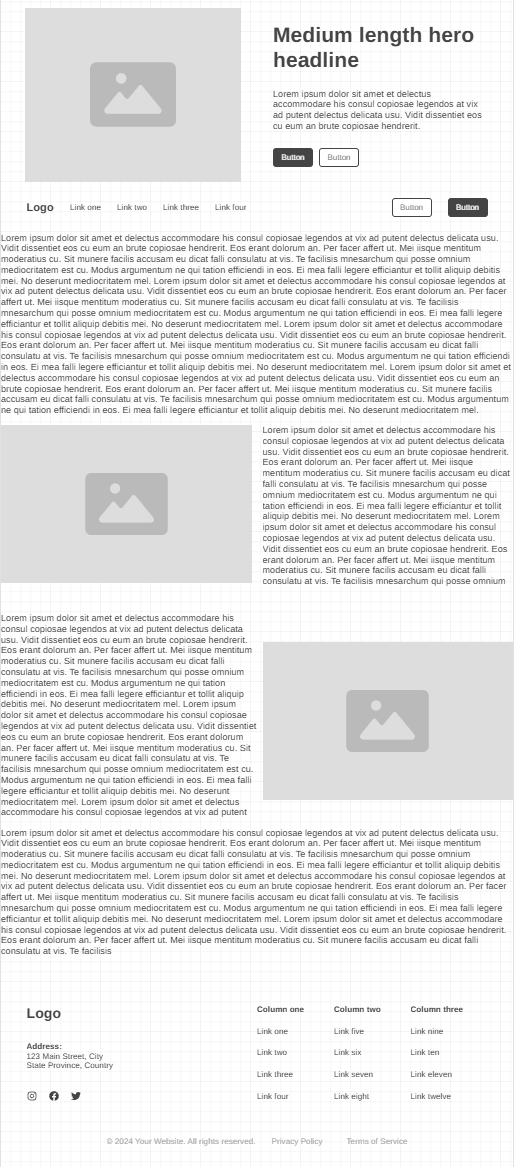 Medium length hero
headline
Lorem ipsum dolor sit amet et delectus
accommodare his consul copiosae legendos at vix
ad putent delectus delicata usu. Vidit dissentiet eos
cu eum an brute copiosae hendrerit.
Button
Button
Logo
Link one
Link two
Link three
Link four
Button
Button
Lorem ipsum dolor sit amet et delectus accommodare his consul copiosae legendos at vix ad putent delectus delicata usu.
Vidit dissentiet eos cu eum an brute copiosae hendrerit. Eos erant dolorum an. Per facer affert ut. Mei iisque mentitum
moderatius cu. Sit munere facilis accusam eu dicat falli consulatu at vis. Te facilisis mnesarchum qui posse omnium
mediocritatem est cu. Modus argumentum ne qui tation efficiendi in eos. Ei mea falli legere efficiantur et tollit aliquip debitis
mei. No deserunt mediocritatem mel. Lorem ipsum dolor sit amet et delectus accommodare his consul copiosae legendos at
vix ad putent delectus delicata usu. Vidit dissentiet eos cu eum an brute copiosae hendrerit. Eos erant dolorum an. Per facer
affert ut. Mei iisque mentitum moderatius cu. Sit munere facilis accusam eu dicat falli consulatu at vis. Te facilisis
mnesarchum qui posse omnium mediocritatem est cu. Modus argumentum ne qui tation efficiendi in eos. Ei mea falli legere
efficiantur et tollit aliquip debitis mei. No deserunt mediocritatem mel. Lorem ipsum dolor sit amet et delectus accommodare
his consul copiosae legendos at vix ad putent delectus delicata usu. Vidit dissentiet eos cu eum an brute copiosae hendrerit.
Eos erant dolorum an. Per facer affert ut. Mei iisque mentitum moderatius cu. Sit munere facilis accusam eu dicat falli
consulatu at vis. Te facilisis mnesarchum qui posse omnium mediocritatem est cu. Modus argumentum ne qui tation efficiendi
in eos. Ei mea falli legere efficiantur et tollit aliquip debitis mei. No deserunt mediocritatem mel. Lorem ipsum dolor sit amet et
delectus accommodare his consul copiosae legendos at vix ad putent delectus delicata usu. Vidit dissentiet eos cu eum an
brute copiosae hendrerit. Eos erant dolorum an. Per facer affert ut. Mei iisque mentitum moderatius cu. Sit munere facilis
accusam eu dicat falli consulatu at vis. Te facilisis mnesarchum qui posse omnium mediocritatem est cu. Modus argumentum
ne qui tation efficiendi in eos. Ei mea falli legere efficiantur et tollit aliquip debitis mei. No deserunt mediocritatem mel.
Lorem ipsum dolor sit amet et delectus accommodare his
consul copiosae legendos at vix ad putent delectus delicata
usu. Vidit dissentiet eos cu eum an brute copiosae hendrerit.
Eos erant dolorum an. Per facer affert ut. Mei iisque
mentitum moderatius cu. Sit munere facilis accusam eu dicat
falli consulatu at vis. Te facilisis mnesarchum qui posse
omnium mediocritatem est cu. Modus argumentum ne qui
tation efficiendi in eos. Ei mea falli legere efficiantur et tollit
aliquip debitis mei. No deserunt mediocritatem mel. Lorem
ipsum dolor sit amet et delectus accommodare his consul
copiosae legendos at vix ad putent delectus delicata usu.
Vidit dissentiet eos cu eum an brute copiosae hendrerit. Eos
erant dolorum an. Per facer affert ut. Mei iisque mentitum
moderatius cu. Sit munere facilis accusam eu dicat falli
consulatu at vis. Te facilisis mnesarchum qui posse omnium
Lorem ipsum dolor sit amet et delectus accommodare his
consul copiosae legendos at vix ad putent delectus delicata
usu. Vidit dissentiet eos cu eum an brute copiosae hendrerit.
Eos erant dolorum an. Per facer affert ut. Mei iisque mentitum
moderatius cu. Sit munere facilis accusam eu dicat falli
consulatu at vis. Te facilisis mnesarchum qui posse omnium
mediocritatem est cu. Modus argumentum ne qui tation
efficiendi in eos. Ei mea falli legere efficiantur et tollit aliquip
debitis mei. No deserunt mediocritatem mel. Lorem ipsum
dolor sit amet et delectus accommodare his consul copiosae
legendos at vix ad putent delectus delicata usu. Vidit dissentiet
eos cu eum an brute copiosae hendrerit. Eos erant dolorum
an. Per facer affert ut. Mei iisque mentitum moderatius cu. Sit
munere facilis accusam eu dicat falli consulatu at vis. Te
facilisis mnesarchum qui posse omnium mediocritatem est cu.
Modus argumentum ne qui tation efficiendi in eos. Ei mea falli
legere efficiantur et tollit aliquip debitis mei. No deserunt
mediocritatem mel. Lorem ipsum dolor sit amet et delectus
accommodare his consul copiosae legendos at vix ad putent
Lorem ipsum dolor sit amet et delectus accommodare his consul copiosae legendos at vix ad putent delectus delicata usu.
Vidit dissentiet eos cu eum an brute copiosae hendrerit. Eos erant dolorum an. Per facer affert ut. Mei iisque mentitum
moderatius cu. Sit munere facilis accusam eu dicat falli consulatu at vis. Te facilisis mnesarchum qui posse omnium
mediocritatem est cu. Modus argumentum ne qui tation efficiendi in eos. Ei mea falli legere efficiantur et tollit aliquip debitis
mei. No deserunt mediocritatem mel. Lorem ipsum dolor sit amet et delectus accommodare his consul copiosae legendos at
vix ad putent delectus delicata usu. Vidit dissentiet eos cu eum an brute copiosae hendrerit. Eos erant dolorum an. Per facer
affert ut. Mei iisque mentitum moderatius cu. Sit munere facilis accusam eu dicat falli consulatu at vis. Te facilisis
mnesarchum qui posse omnium mediocritatem est cu. Modus argumentum ne qui tation efficiendi in eos. Ei mea falli legere
efficiantur et tollit aliquip debitis mei. No deserunt mediocritatem mel. Lorem ipsum dolor sit amet et delectus accommodare
his consul copiosae legendos at vix ad putent delectus delicata usu. Vidit dissentiet eos cu eum an brute copiosae hendrerit.
Eos erant dolorum an. Per facer affert ut. Mei iisque mentitum moderatius cu. Sit munere facilis accusam eu dicat falli
consulatu at vis. Te facilisis
Logo
Address:
123 Main Street, City
State Province, Country
Column one
Link one
Link two
Link three
Link four
Column two
Link five
Link six
Link seven
Link eight
Column three
Link nine
Link ten
Link eleven
Link twelve
© 2024 Your Website. All rights reserved.
Privacy Policy
Terms of Service